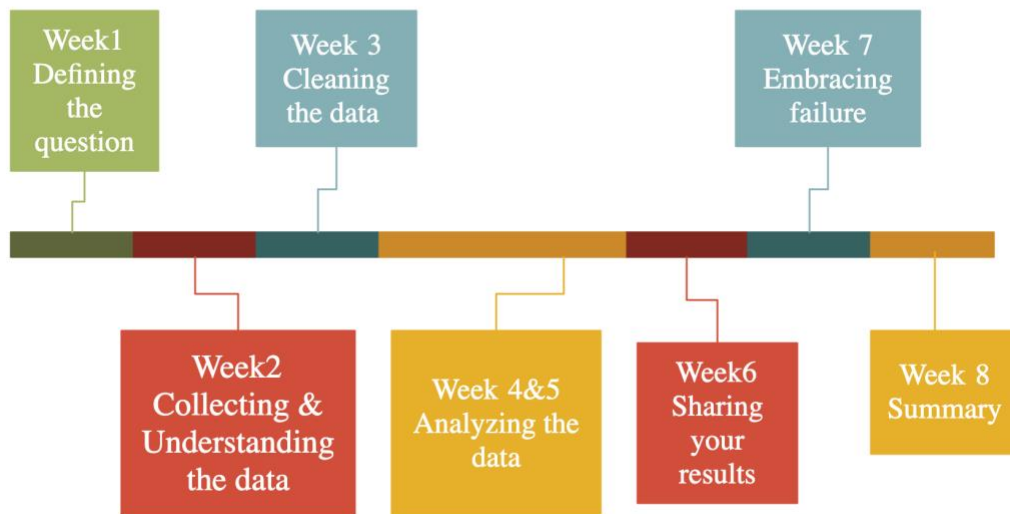 Week1
Defining
the
question
Week2
Collecting &
Understanding
the data
Week 3
Cleaning
the data
Week 4&5
Analyzing the
data
Week6
Sharing
your
results
Week 7
Embracing
failure
Week 8
Summary